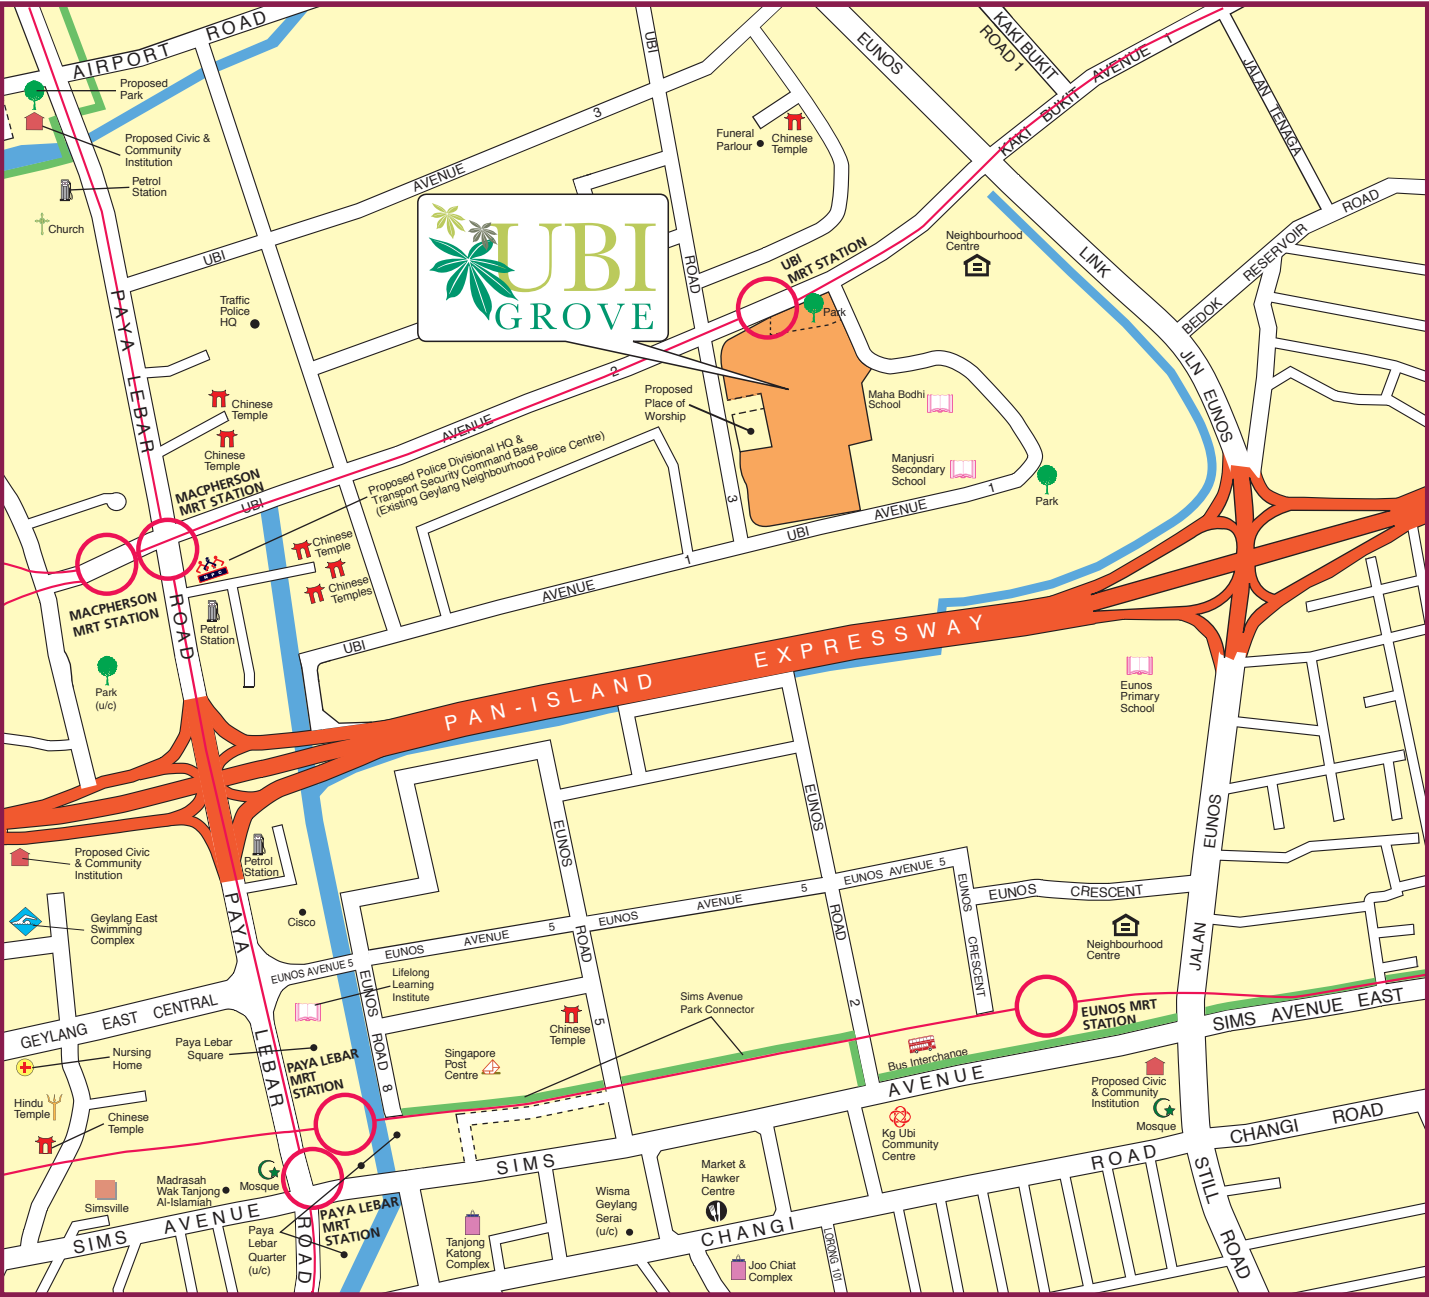 AIRPORT ROAD
Proposed
Park
Proposed Civic &
Community
Institution
Petrol
Station
Church
UBI AVENUE 3
UBI
ROAD
3
EUNOS
LINK
KAKI BUKIT
ROAD 1
KAKI BUKIT AVENUE 1
JALAN TENAGA
BEDOK RESERVOIR ROAD
JLN EUNOS
Funeral
Parlour
Chinese
Temple
Neighbourhood
Centre
UBI
MRT STATION
Park
UBI
GROVE
Traffic
Police
HQ
PAYA LEBAR
ROAD
Chinese
Temple
Chinese
Temple
MACPHERSON
MRT STATION
UBI AVENUE 2
Proposed Police Divisional HQ &
Transport Security Command Base
(Existing Geylang Neighbourhood Police Centre)
Proposed
Place of
Worship
Maha Bodhi
School
Manjusri
Secondary
School
Park
UBI AVENUE 1
UBI AVENUE 1
Chinese
Temple
Chinese
Temples
NPC
MACPHERSON
MRT STATION
Petrol
Station
Park
(u/c)
PAN-ISLAND EXPRESSWAY
Eunos
Primary
School
Proposed Civic
& Community
Institution
Petrol
Station
Geylang East
Swimming
Complex
Cisco
PAYA
LEBAR
ROAD
EUNOS AVENUE 5
EUNOS AVENUE 5
EUNOS AVENUE 5
EUNOS AVENUE 5
EUNOS
ROAD
5
EUNOS
ROAD
2
EUNOS
ROAD
8
EUNOS
CRESCENT
EUNOS CRESCENT
JALAN EUNOS
Neighbourhood
Centre
GEYLANG EAST CENTRAL
Lifelong
Learning
Institute
Paya Lebar
Square
PAYA LEBAR
MRT
STATION
Nursing
Home
Hindu
Temple
Chinese
Temple
Singapore
Post
Centre
Chinese
Temple
Sims Avenue
Park Connector
EUNOS MRT
STATION
SIMS AVENUE EAST
Bus Interchange
Proposed Civic
& Community
Institution
Mosque
Kg Ubi
Community
Centre
Simsville
Madrasah
Wak Tanjong
Al-Islamiah
Mosque
SIMS AVENUE
SIMS AVENUE
PAYA LEBAR
MRT
STATION
Paya
Lebar
Quarter
(u/c)
Tanjong
Katong
Complex
Wisma
Geylang
Serai
(u/c)
Market &
Hawker
Centre
Joo Chiat
Complex
CHANGI ROAD
LORONG 101
CHANGI ROAD
STILL
ROAD